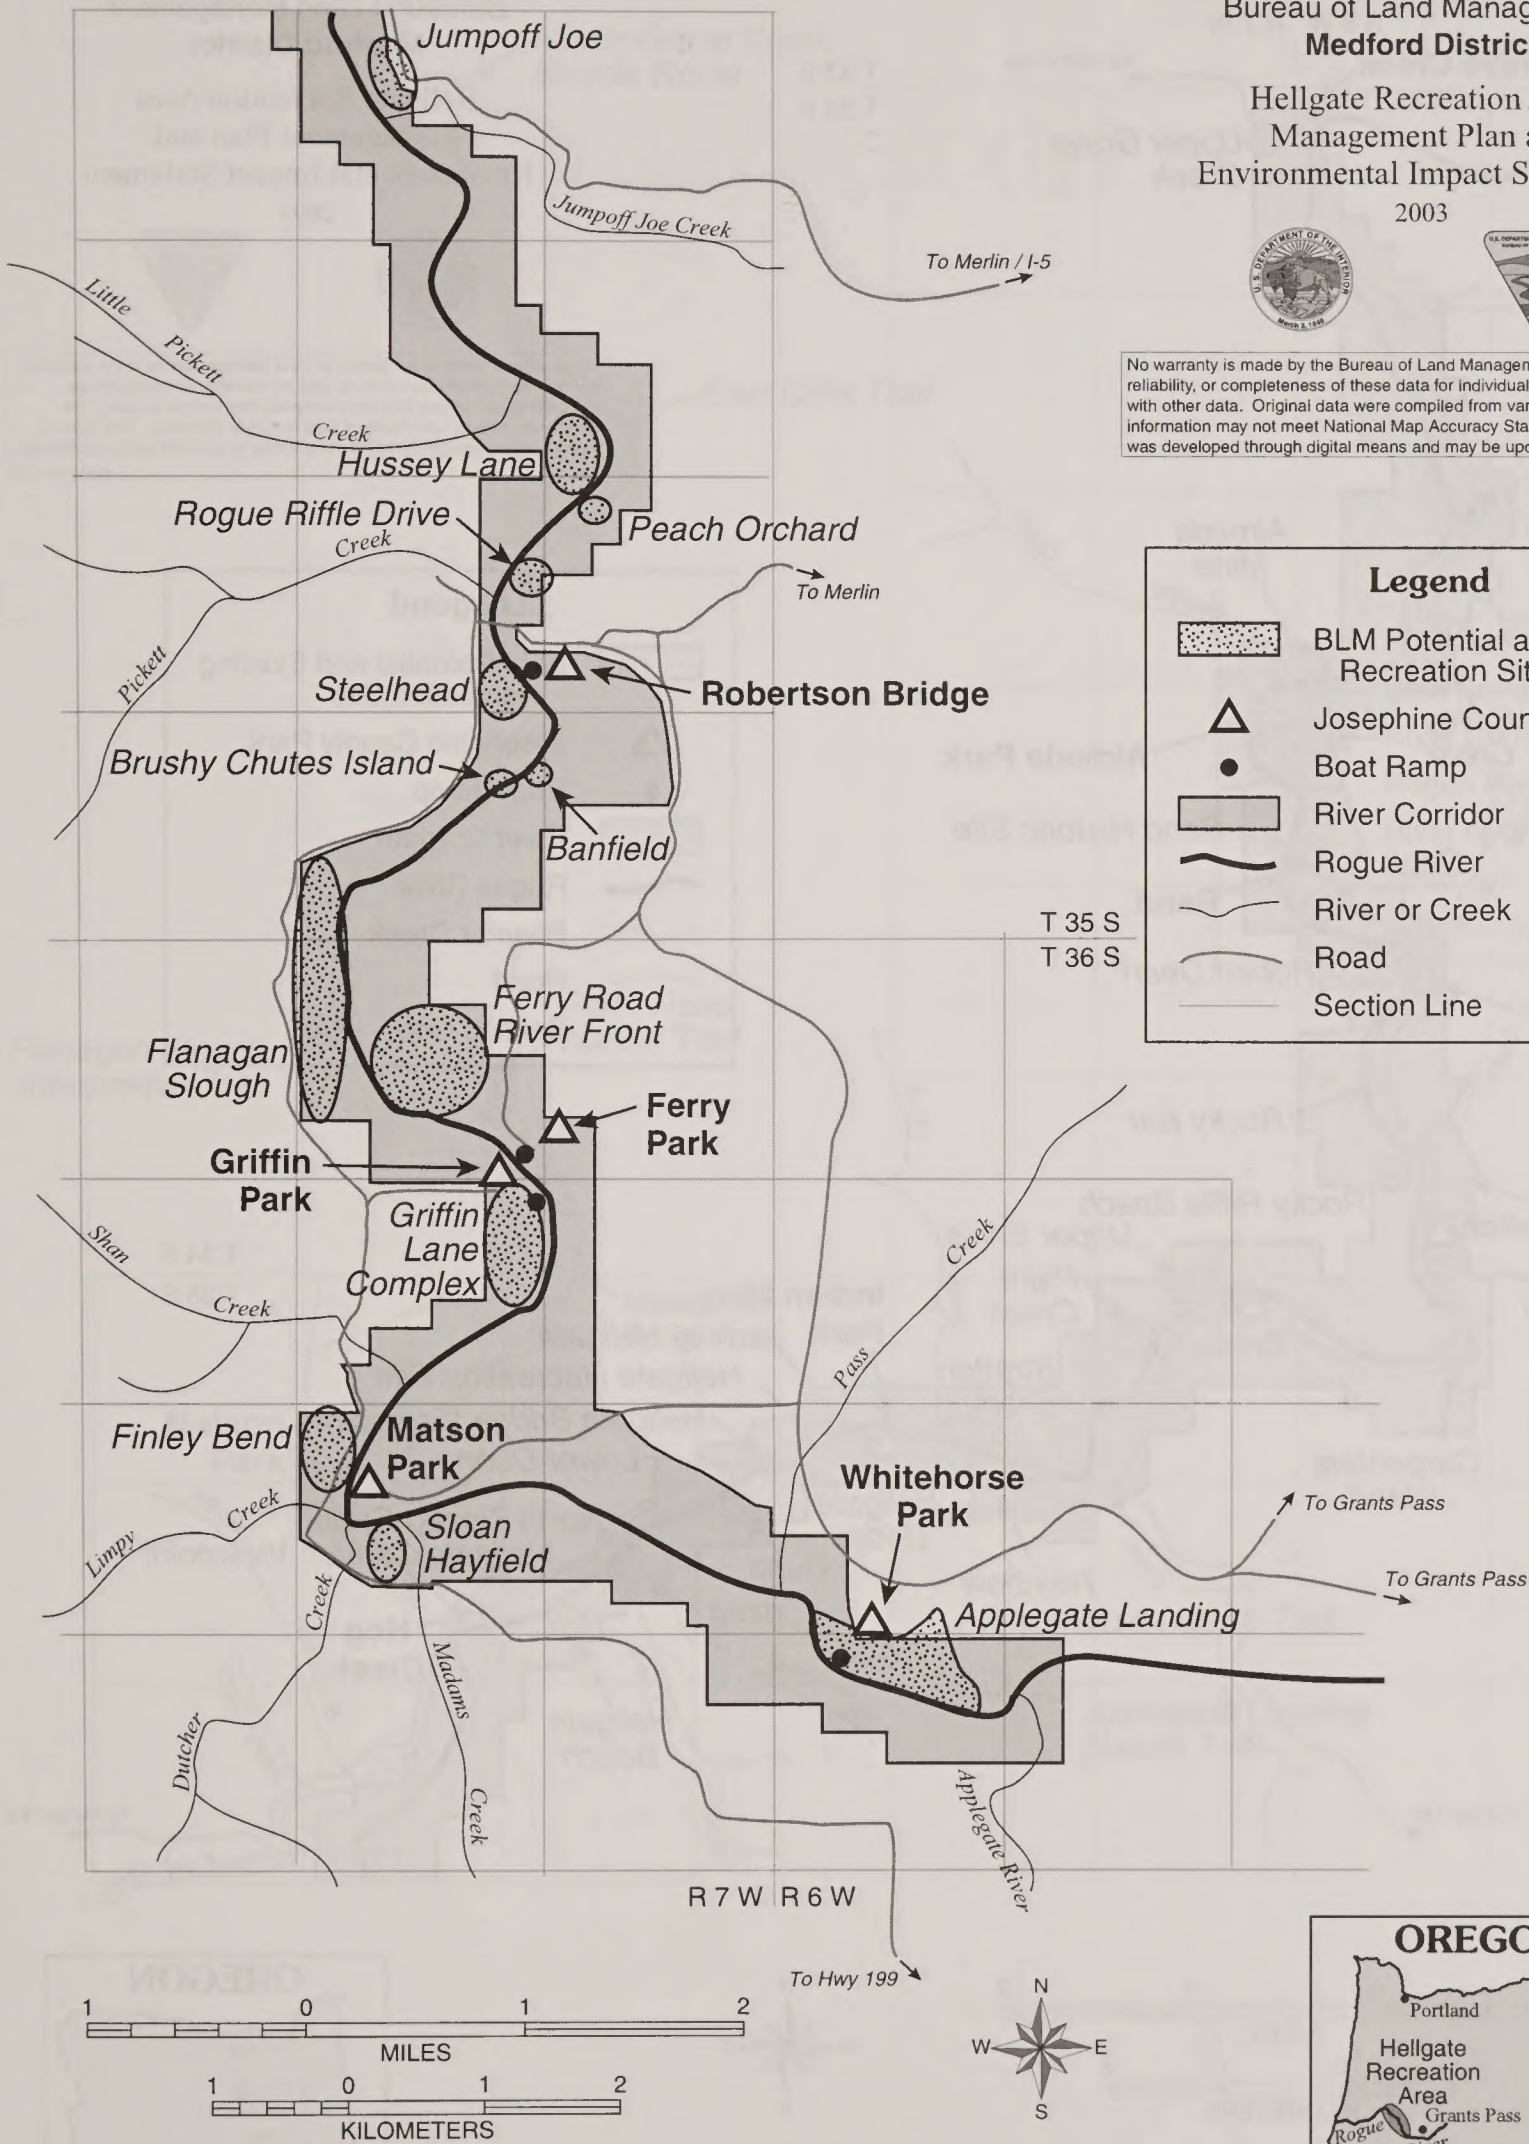 Bureau of Land Manag
Medford Distric
Hellgate Recreation
Management Plan a
Environmental Impact S
2003
U.S. DEPARTMENT OF THE INTERIOR
March 3, 1849
No warranty is made by the Bureau of Land Managem
reliability, or completeness of these data for individual
with other data. Original data were compiled from var
information may not meet National Map Accuracy Sta
was developed through digital means and may be upd
Jumpoff Joe
Jumpoff Joe Creek
To Merlin / I-5
Little
Pickett
Creek
Hussey Lane
Rogue Riffle Drive
Peach Orchard
Creek
Pickett
To Merlin
Steelhead
Robertson Bridge
Brushy Chutes Island
Banfield
Legend
BLM Potential a
Recreation Sit
Josephine Coun
Boat Ramp
River Corridor
Rogue River
River or Creek
Road
Section Line
T 35 S
T 36 S
Ferry Road
River Front
Flanagan
Slough
Ferry
Park
Griffin
Park
Griffin
Lane
Complex
Shan
Creek
Creek
Pass
Finley Bend
Matson
Park
Whitehorse
Park
To Grants Pass
Limpy
Creek
Sloan
Hayfield
To Grants Pass
Applegate Landing
Creek
Dutcher
Madams
Creek
Applegate River
R 7 W
R 6 W
To Hwy 199
1 0 1 2
MILES
1 0 1 2
KILOMETERS
N
W E
S
OREGO
Portland
Hellgate
Recreation
Area
Grants Pass
Rogue